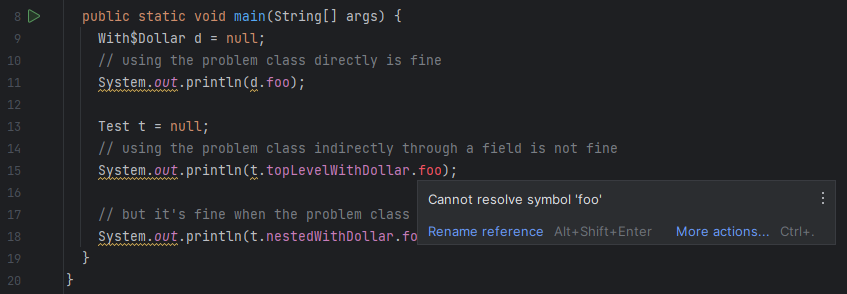 8 public static void main(String[] args) {
9 With$Dollar d = null;
10 // using the problem class directly is fine
11 System.out.println(d.foo);
12
13 Test t = null;
14 // using the problem class indirectly through a field is not fine
15 System.out.println(t.topLevelWithDollar.foo);
16
Cannot resolve symbol 'foo'
17 // but it's fine when the problem class
18 System.out.println(t.nestedWithDollar.fo
Rename reference Alt+Shift+Enter More actions... Ctrl+.
19 }
20 }